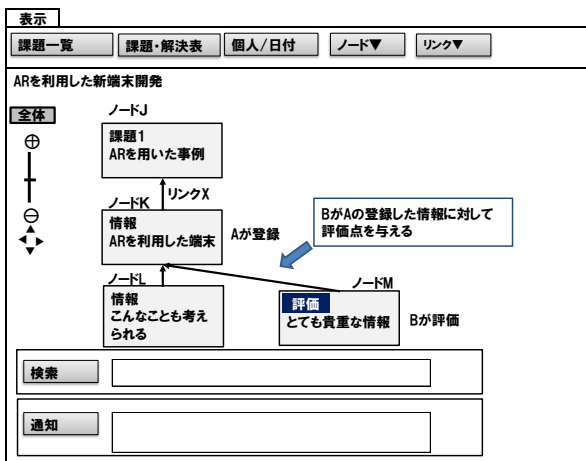 表示
課題一覧 課題・解決表 個人/日付 ノード▼ リンク▼
ARを利用した新端末開発
全体
ノードJ
課題1
ARを用いた事例
リンクX
ノードK
情報
ARを利用した端末
Aが登録
BがAの登録した情報に対して
評価点を与える
ノードL
情報
こんなことも考え
られる
ノードM
評価
とても貴重な情報
Bが評価
検索
通知